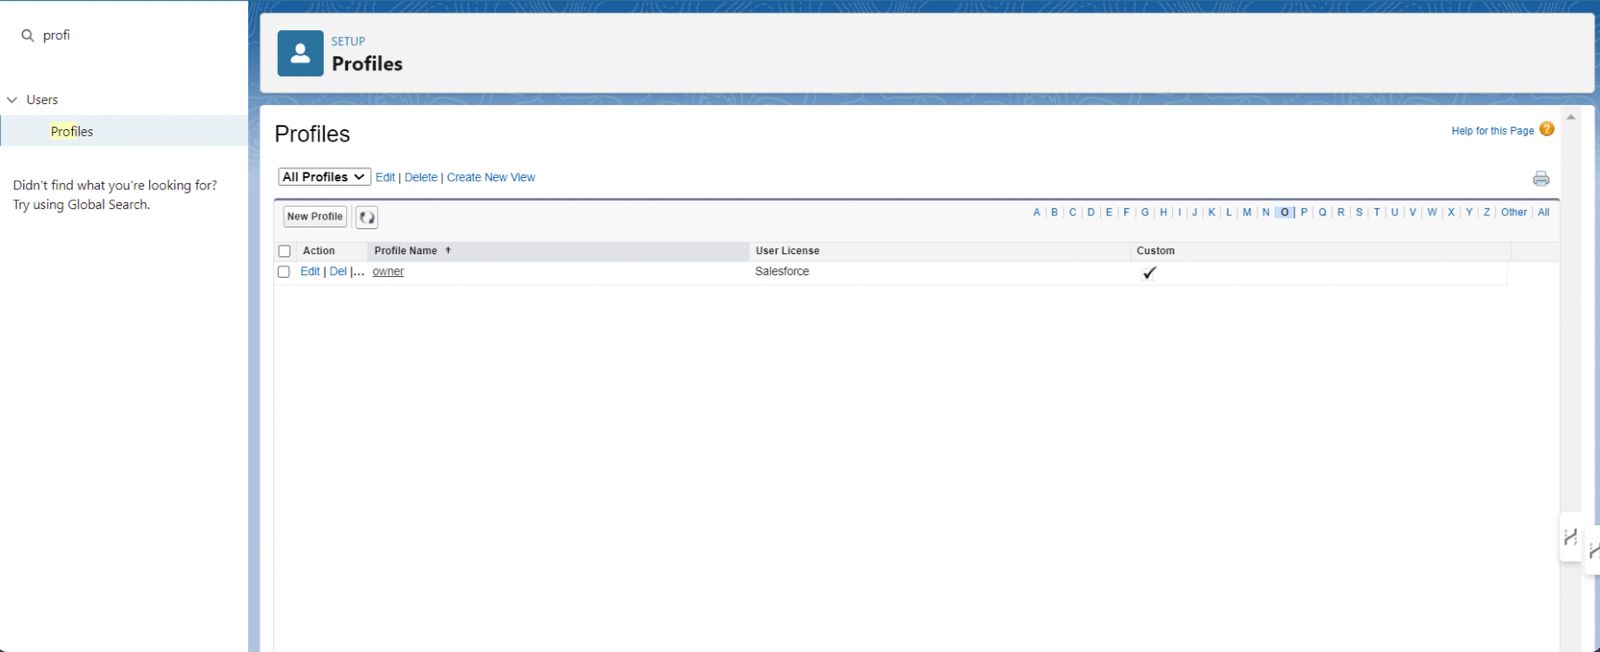 profi
Users
Profiles
Didn't find what you're looking for?
Try using Global Search.
SETUP
Profiles
Profiles
Help for this Page ?
All Profiles Edit | Delete | Create New View
New Profile
A | B | C | D | E | F | G | H | I | J | K | L | M | N | O | P | Q | R | S | T | U | V | W | X | Y | Z | Other | All
Action Profile Name ↑ User License Custom
Edit | Del |... owner Salesforce ✓